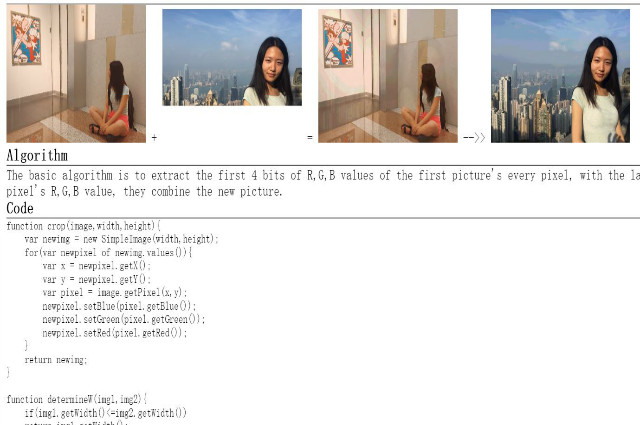 + = -->>
Algorithm
The basic algorithm is to extract the first 4 bits of R,G,B values of the first picture's every pixel, with the la
pixel's R,G,B value, they combine the new picture.
Code
function crop(image,width,height){
var newimg = new SimpleImage(width,height);
for(var newpixel of newimg.values()){
var x = newpixel.getX();
var y = newpixel.getY();
var pixel = image.getPixel(x,y);
newpixel.setBlue(pixel.getBlue());
newpixel.setGreen(pixel.getGreen());
newpixel.setRed(pixel.getRed());
}
return newimg;
}
function determineW(img1,img2){
if(img1.getWidth()<=img2.getWidth())
return img1.getWidth();